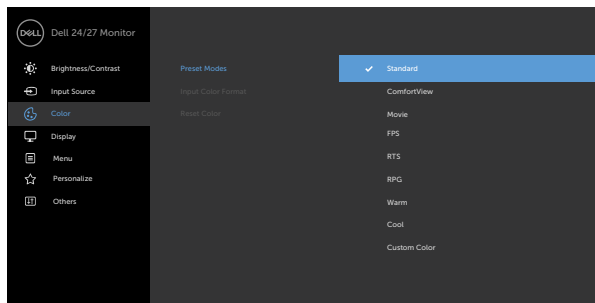 DELL Dell 24/27 Monitor
Brightness/Contrast Preset Modes Standard
Input Source Input Color Format ComfortView
Color Reset Color Movie
Display FPS
Menu RTS
Personalize RPG
Others Warm
Cool
Custom Color